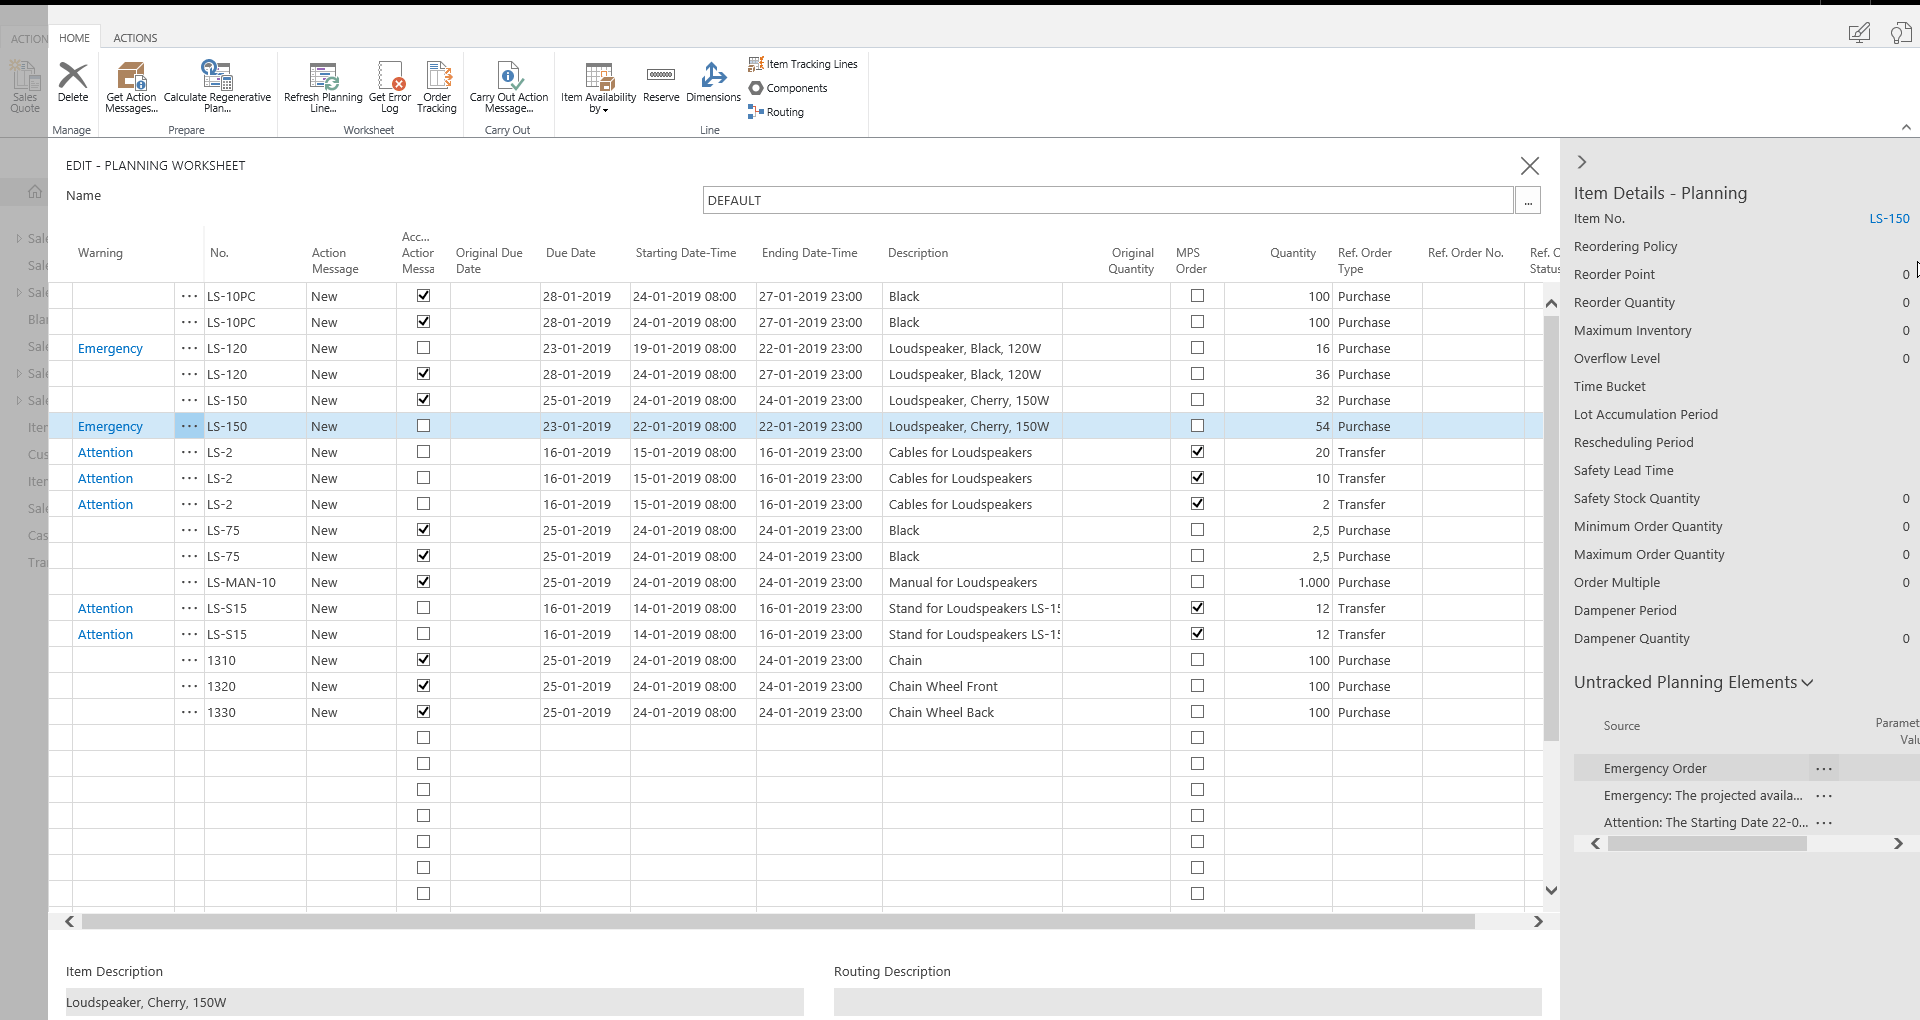 ACTION
HOME
ACTIONS
Sales
Quote
Delete
Get Action
Messages...
Calculate Regenerative
Plan...
Refresh Planning
Line...
Get Error
Log
Order
Tracking
Carry Out Action
Message...
Item Availability
by
Reserve
Dimensions
Item Tracking Lines
Components
Routing
Manage
Prepare
Worksheet
Carry Out
Line
EDIT - PLANNING WORKSHEET
Name
DEFAULT
...
Warning
No.
Action
Message
Acc...
Action
Messa
Original Due
Date
Due Date
Starting Date-Time
Ending Date-Time
Description
Original
Quantity
MPS
Order
Quantity
Ref. Order
Type
Ref. Order No.
Ref. O
Status
LS-10PC New 28-01-2019 24-01-2019 08:00 27-01-2019 23:00 Black 100 Purchase
LS-10PC New 28-01-2019 24-01-2019 08:00 27-01-2019 23:00 Black 100 Purchase
Emergency LS-120 New 23-01-2019 19-01-2019 08:00 22-01-2019 23:00 Loudspeaker, Black, 120W 16 Purchase
LS-120 New 28-01-2019 24-01-2019 08:00 27-01-2019 23:00 Loudspeaker, Black, 120W 36 Purchase
LS-150 New 25-01-2019 24-01-2019 08:00 24-01-2019 23:00 Loudspeaker, Cherry, 150W 32 Purchase
Emergency LS-150 New 23-01-2019 22-01-2019 08:00 22-01-2019 23:00 Loudspeaker, Cherry, 150W 54 Purchase
Attention LS-2 New 16-01-2019 15-01-2019 08:00 16-01-2019 23:00 Cables for Loudspeakers 20 Transfer
Attention LS-2 New 16-01-2019 15-01-2019 08:00 16-01-2019 23:00 Cables for Loudspeakers 10 Transfer
Attention LS-2 New 16-01-2019 15-01-2019 08:00 16-01-2019 23:00 Cables for Loudspeakers 2 Transfer
LS-75 New 25-01-2019 24-01-2019 08:00 24-01-2019 23:00 Black 2,5 Purchase
LS-75 New 25-01-2019 24-01-2019 08:00 24-01-2019 23:00 Black 2,5 Purchase
LS-MAN-10 New 25-01-2019 24-01-2019 08:00 24-01-2019 23:00 Manual for Loudspeakers 1.000 Purchase
Attention LS-S15 New 16-01-2019 14-01-2019 08:00 16-01-2019 23:00 Stand for Loudspeakers LS-15 12 Transfer
Attention LS-S15 New 16-01-2019 14-01-2019 08:00 16-01-2019 23:00 Stand for Loudspeakers LS-15 12 Transfer
1310 New 25-01-2019 24-01-2019 08:00 24-01-2019 23:00 Chain 100 Purchase
1320 New 25-01-2019 24-01-2019 08:00 24-01-2019 23:00 Chain Wheel Front 100 Purchase
1330 New 25-01-2019 24-01-2019 08:00 24-01-2019 23:00 Chain Wheel Back 100 Purchase
Item Description
Loudspeaker, Cherry, 150W
Routing Description
Sale
Sale
Sale
Blar
Sale
Sale
Sale
Iter
Cus
Iter
Sale
Cas
Tra
Item Details - Planning
Item No. LS-150
Reordering Policy
Reorder Point 0
Reorder Quantity 0
Maximum Inventory 0
Overflow Level 0
Time Bucket
Lot Accumulation Period
Rescheduling Period
Safety Lead Time
Safety Stock Quantity 0
Minimum Order Quantity 0
Maximum Order Quantity 0
Order Multiple 0
Dampener Period
Dampener Quantity 0
Untracked Planning Elements
Source
Paramet
Valu
Emergency Order
Emergency: The projected availa...
Attention: The Starting Date 22-0...